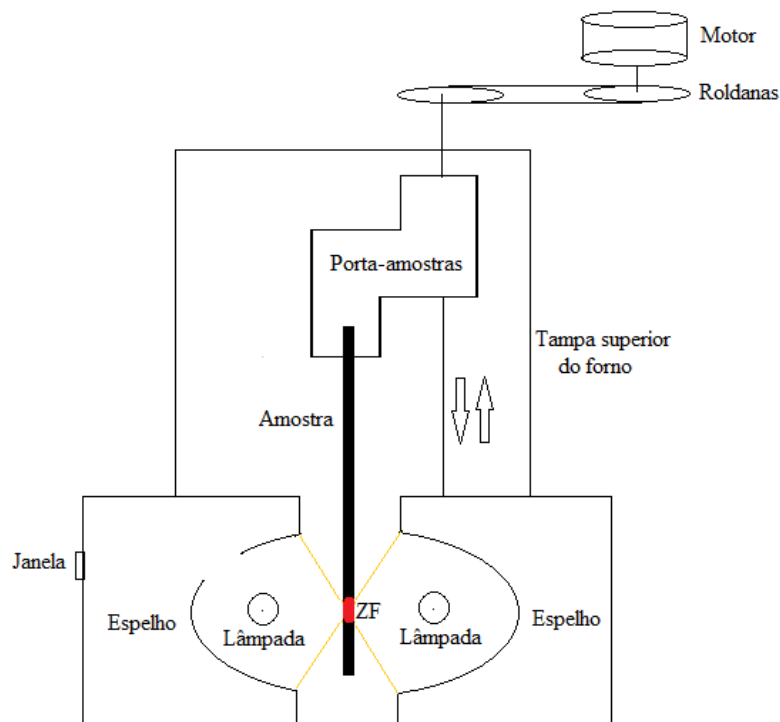 Motor
Roldanas
Porta-amostras
Tampa superior
do forno
Amostra
Janela
Espelho
Lâmpada
ZF
Lâmpada
Espelho